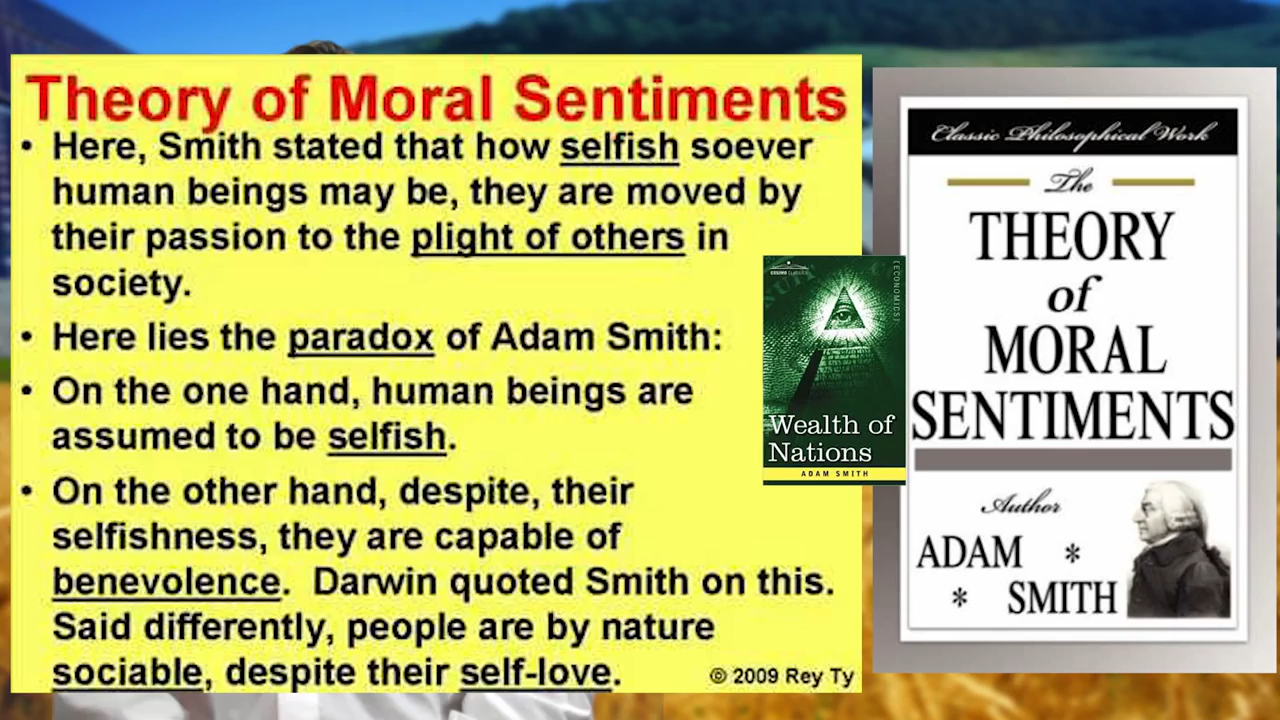 Theory of Moral Sentiments
• Here, Smith stated that how selfish soever
human beings may be, they are moved by
their passion to the plight of others in
society.
• Here lies the paradox of Adam Smith:
• On the one hand, human beings are
assumed to be selfish.
• On the other hand, despite, their
selfishness, they are capable of
benevolence.  Darwin quoted Smith on this.
Said differently, people are by nature
sociable, despite their self-love.
© 2009 Rey Ty
COSIMO CLASSICS
[ECONOMICS]
Wealth of
Nations
ADAM SMITH
Classic Philosophical Work
The
THEORY
of
MORAL
SENTIMENTS
Author
ADAM *
* SMITH